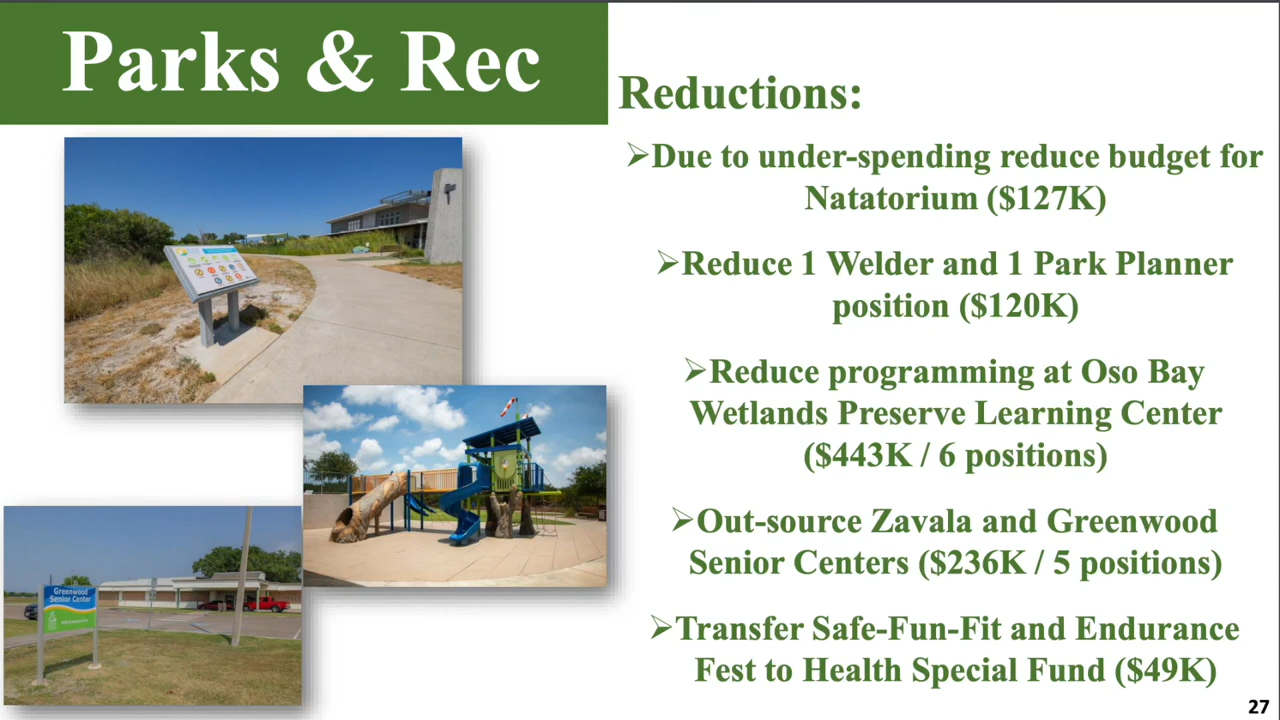 Parks & Rec
Reductions:
➢Due to under-spending reduce budget for
Natatorium ($127K)
➢Reduce 1 Welder and 1 Park Planner
position ($120K)
➢Reduce programming at Oso Bay
Wetlands Preserve Learning Center
($443K / 6 positions)
➢Out-source Zavala and Greenwood
Senior Centers ($236K / 5 positions)
➢Transfer Safe-Fun-Fit and Endurance
Fest to Health Special Fund ($49K)
Greenwood
Senior Center
27